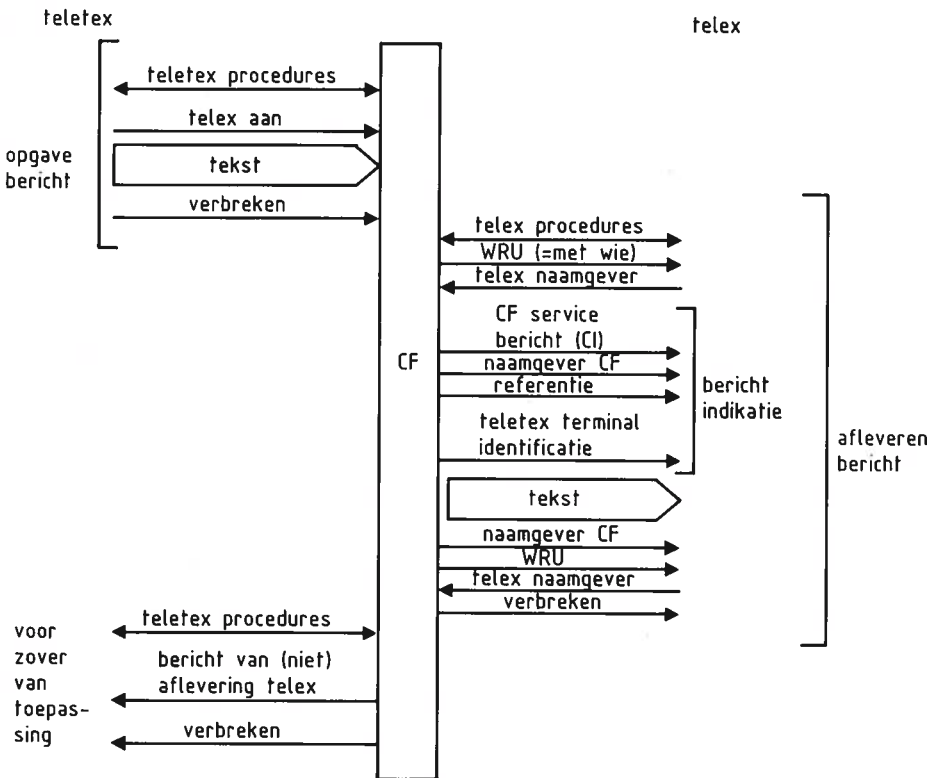 teletex
telex
teletex procedures
telex aan
opgave
bericht
tekst
verbreken
telex procedures
WRU (=met wie)
telex naamgever
CF service
bericht (CI)
CF
naamgever CF
referentie
bericht
indikatie
teletex terminal
identificatie
afleveren
bericht
tekst
naamgever CF
WRU
telex naamgever
verbreken
teletex procedures
voor
zover
van
toepas-
sing
bericht van (niet)
aflevering telex
verbreken